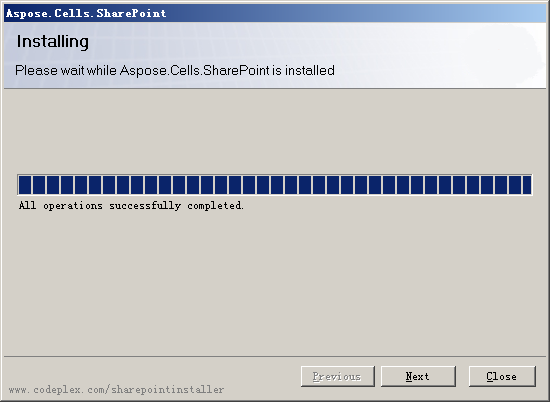 Aspose.Cells.SharePoint
Installing
Please wait while Aspose.Cells.SharePoint is installed
All operations successfully completed.
www.codeplex.com/sharepointinstaller
Previous
Next
Close